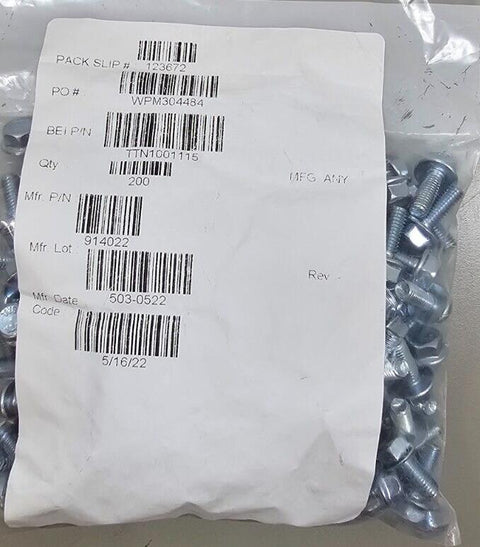 PACK SLIP #
123672
PO #
WPM304484
BEI P/N
TTN1001115
Qty
200
MFG ANY
Mfr. P/N
914022
Mfr. Lot
503-0522
Rev -
Mfr. Date
Code
5/16/22